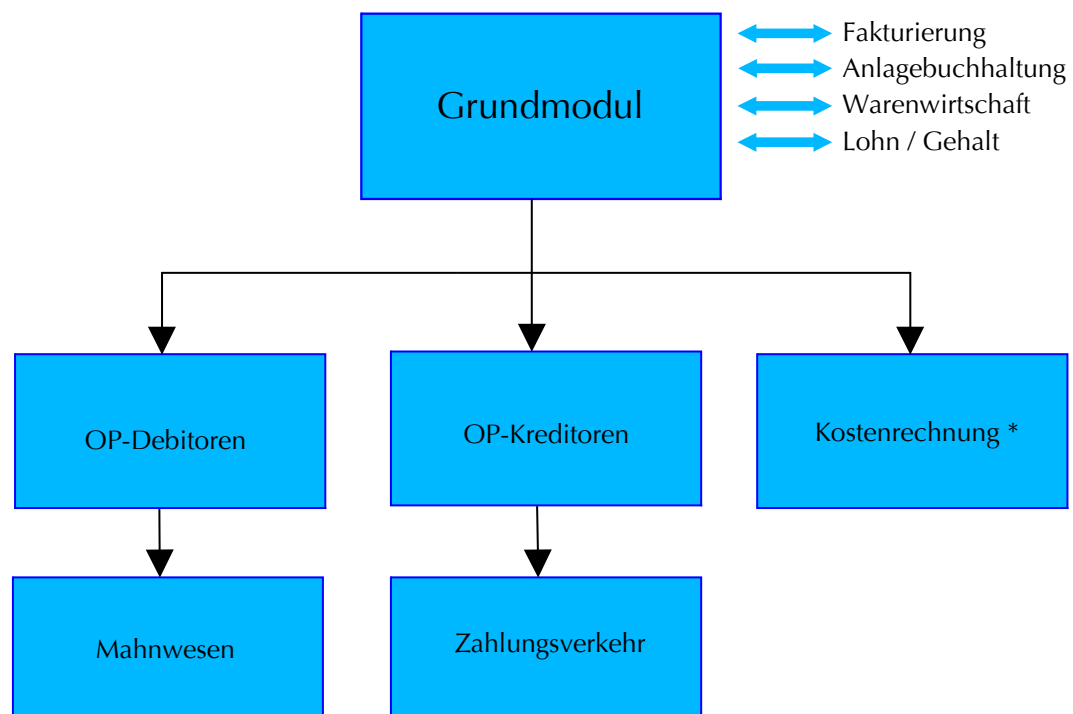 Grundmodul
Fakturierung
Anlagebuchhaltung
Warenwirtschaft
Lohn / Gehalt
OP-Debitoren
OP-Kreditoren
Kostenrechnung *
Mahnwesen
Zahlungsverkehr